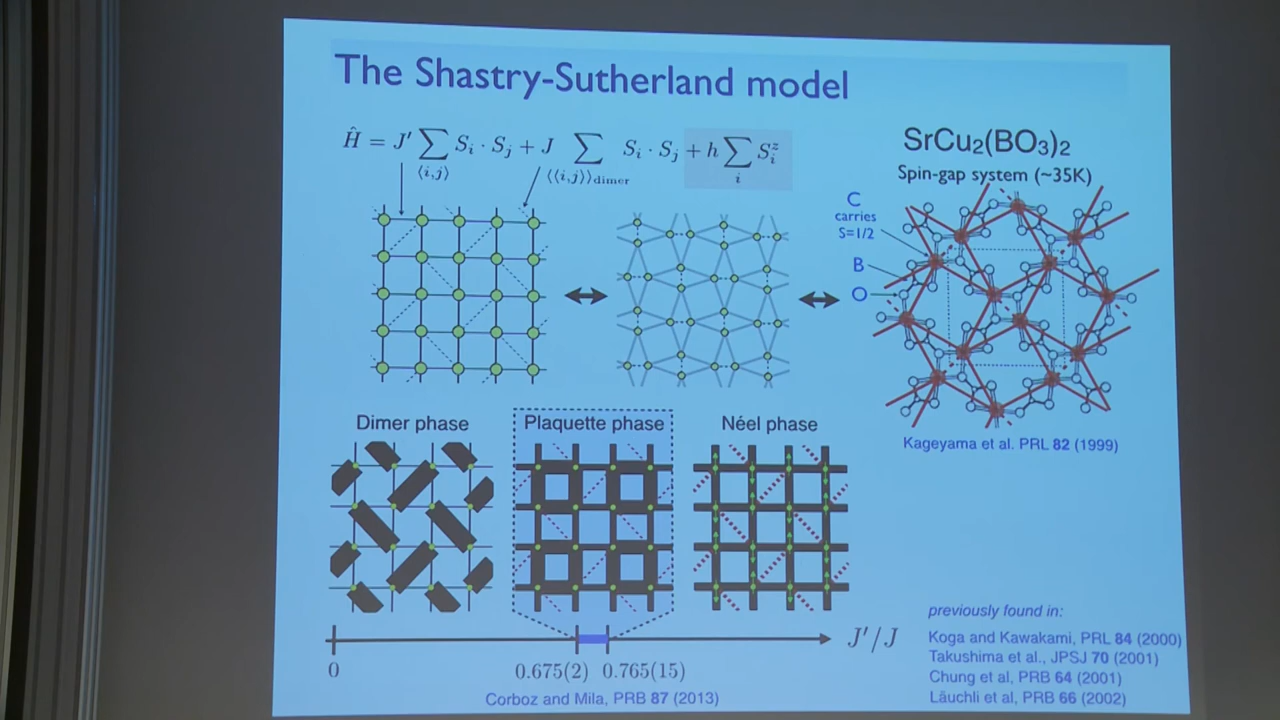 The Shastry-Sutherland model
Ĥ = J′ ∑⟨i,j⟩ Sᵢ · Sⱼ + J ∑⟨⟨i,j⟩⟩dimer Sᵢ · Sⱼ + h ∑ᵢ Sᵢᶻ
SrCu₂(BO₃)₂
Spin-gap system (~35K)
C
carries
S=1/2
B
O
Kageyama et al. PRL 82 (1999)
Dimer phase
Plaquette phase
Néel phase
J′/J
0
0.675(2)
0.765(15)
Corboz and Mila, PRB 87 (2013)
previously found in:
Koga and Kawakami, PRL 84 (2000)
Takushima et al., JPSJ 70 (2001)
Chung et al, PRB 64 (2001)
Läuchli et al, PRB 66 (2002)